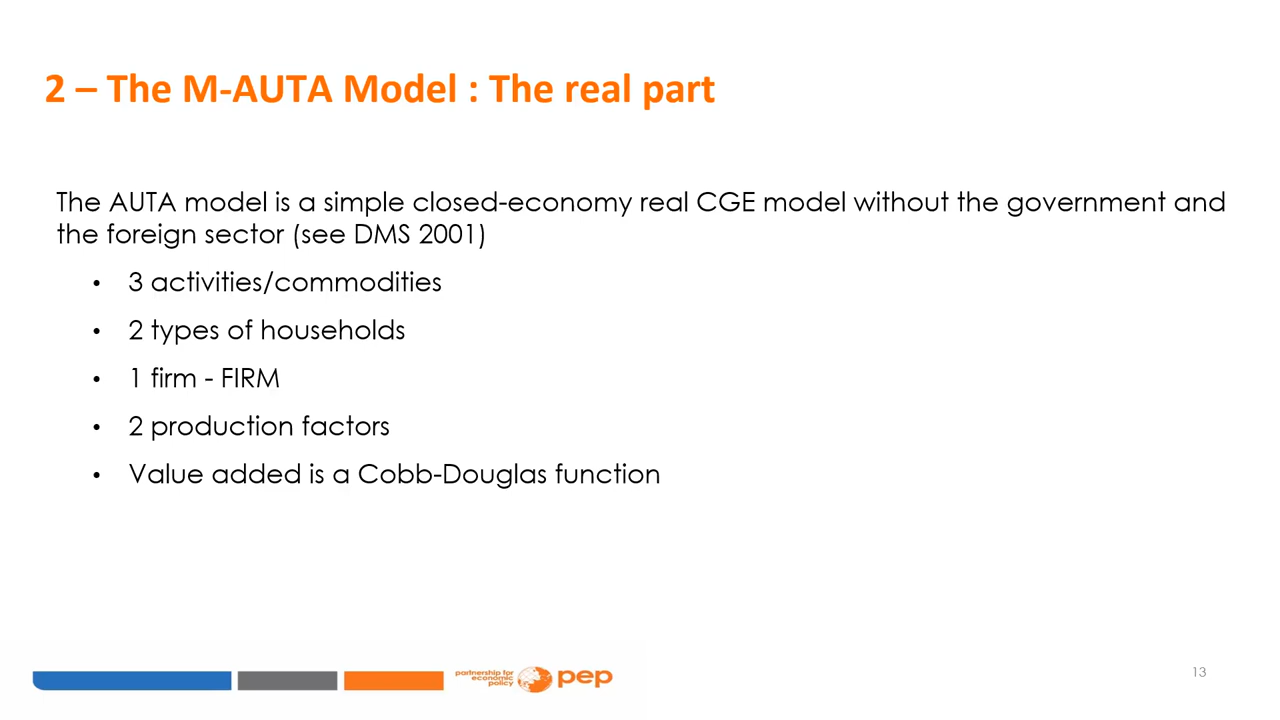 2 – The M-AUTA Model : The real part
The AUTA model is a simple closed-economy real CGE model without the government and
the foreign sector (see DMS 2001)
• 3 activities/commodities
• 2 types of households
• 1 firm - FIRM
• 2 production factors
• Value added is a Cobb-Douglas function
partnership for
economic
policy
pep
13